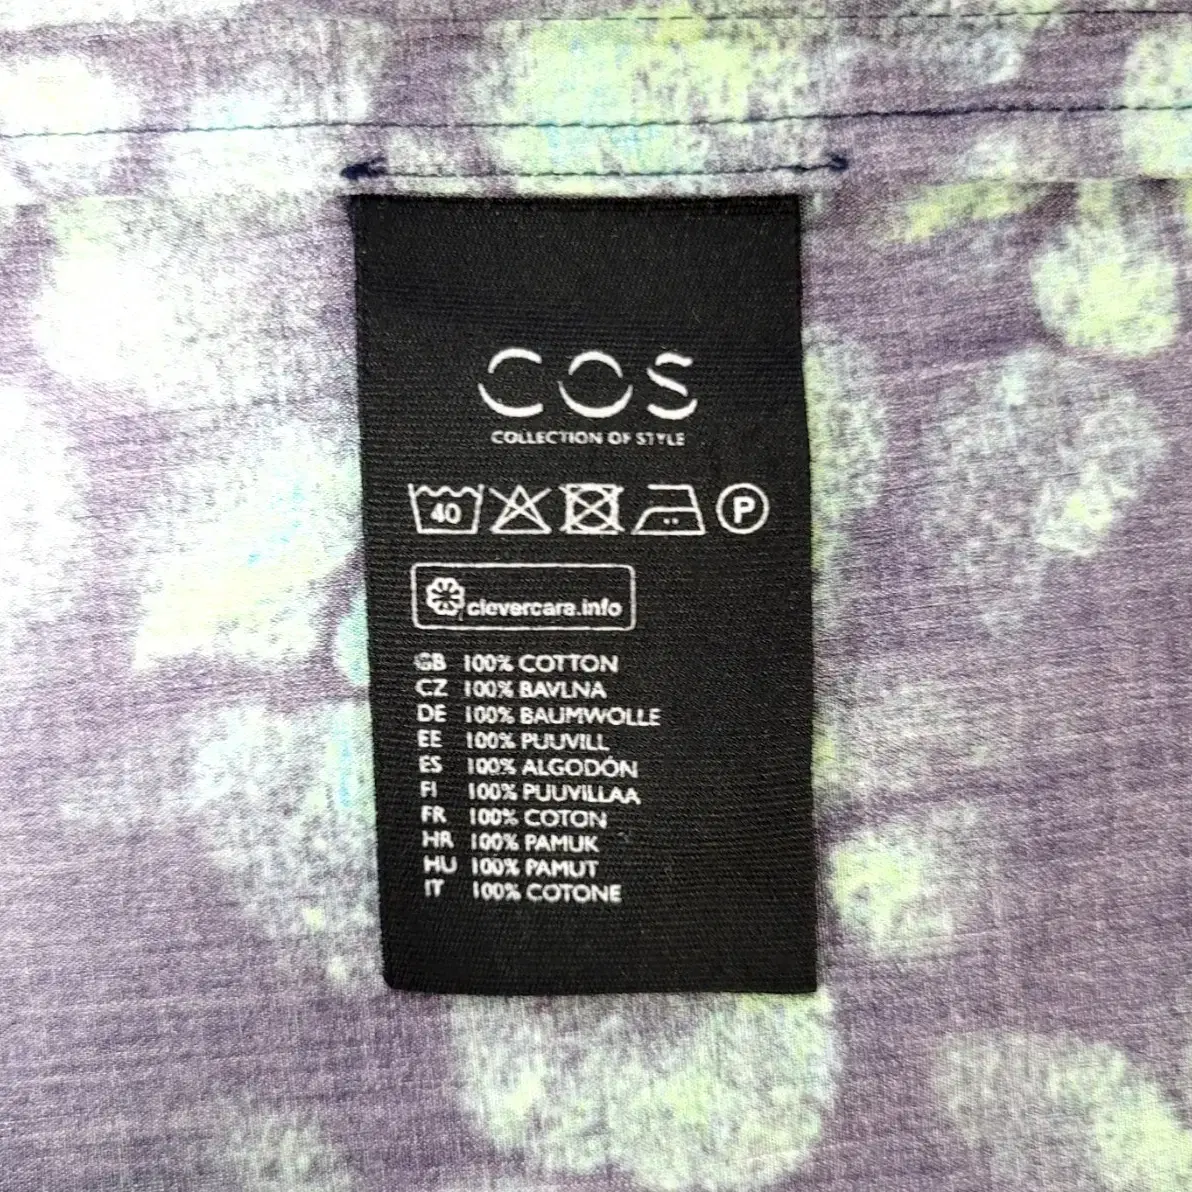 COS
COLLECTION OF STYLE
40 P
clevercare.info
GB 100% COTTON
CZ 100% BAVLNA
DE 100% BAUMWOLLE
EE 100% PUUVILL
ES 100% ALGODÓN
FI 100% PUUVILLAA
FR 100% COTON
HR 100% PAMUK
HU 100% PAMUT
IT 100% COTONE